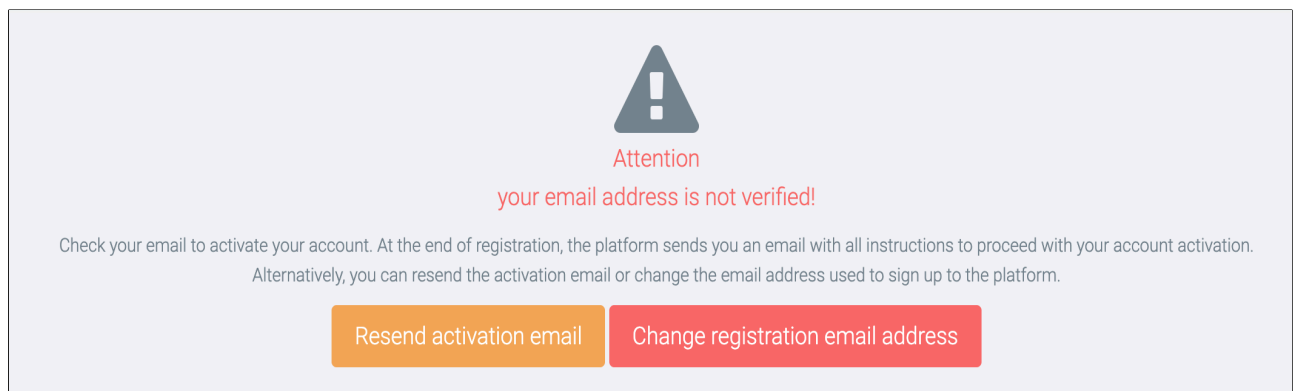 Attention
your email address is not verified!
Check your email to activate your account. At the end of registration, the platform sends you an email with all instructions to proceed with your account activation.
Alternatively, you can resend the activation email or change the email address used to sign up to the platform.
Resend activation email
Change registration email address